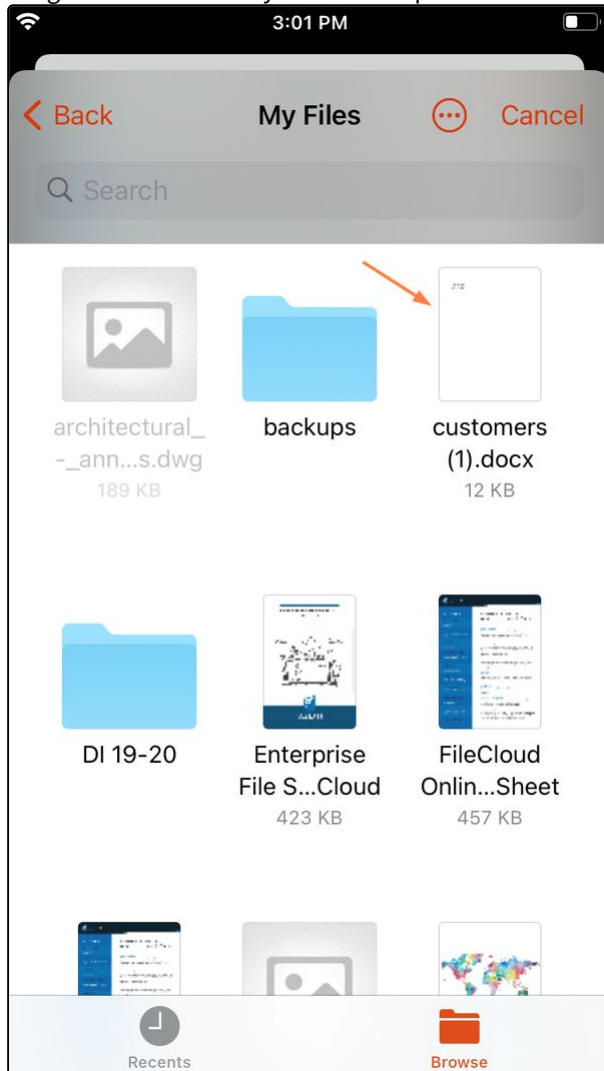 3:01 PM
Back
My Files
Cancel
Search
architectural_
-_ann...s.dwg
189 KB
backups
customers
(1).docx
12 KB
DI 19-20
Enterprise
File S...Cloud
423 KB
FileCloud
Onlin...Sheet
457 KB
Recents
Browse